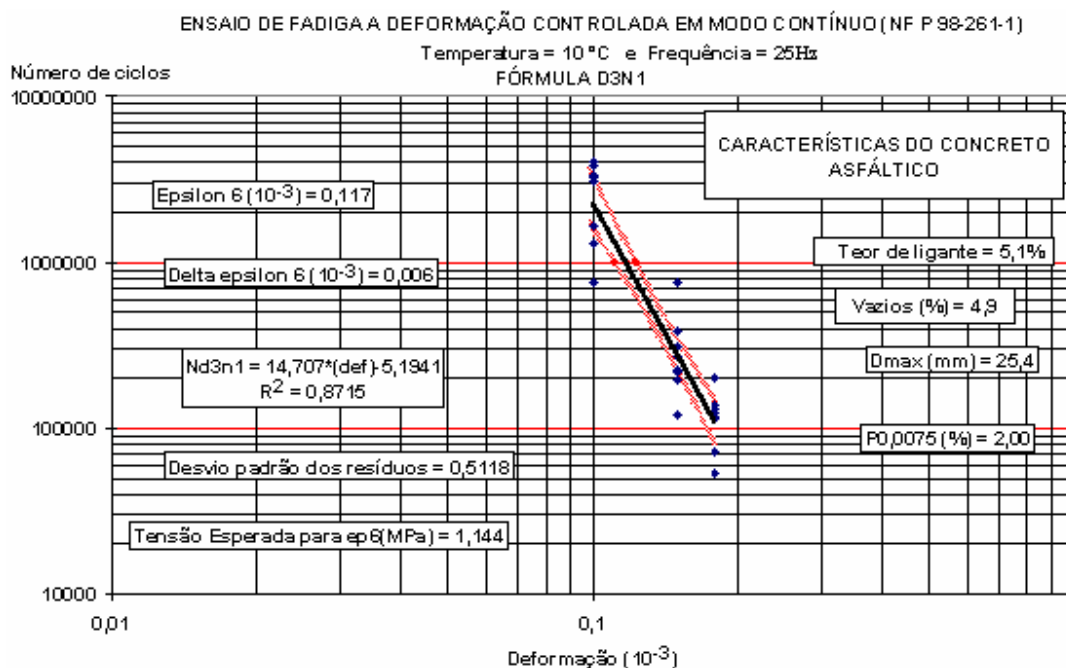 ENSAIO DE FADIGA A DEFORMAÇÃO CONTROLADA EM MODO CONTÍNUO (NF P 98-261-1)
Temperatura = 10 °C e Frequência = 25Hz
Número de ciclos
FÓRMULA D3N1
10000000
CARACTERÍSTICAS DO CONCRETO
ASFÁLTICO
Epsilon 6 (10-3) = 0,117
1000000
Teor de ligante = 5,1%
Delta epsilon 6 (10-3) = 0,006
Vazios (%) = 4,9
Nd3n1 = 14,707*(def)-5,1941
R2 = 0,8715
Dmax (mm) = 25,4
100000
P0,0075 (%) = 2,00
Desvio padrão dos resíduos = 0,5118
Tensão Esperada para ep6(MPa) = 1,144
10000
0,01
0,1
Deformação (10-3)